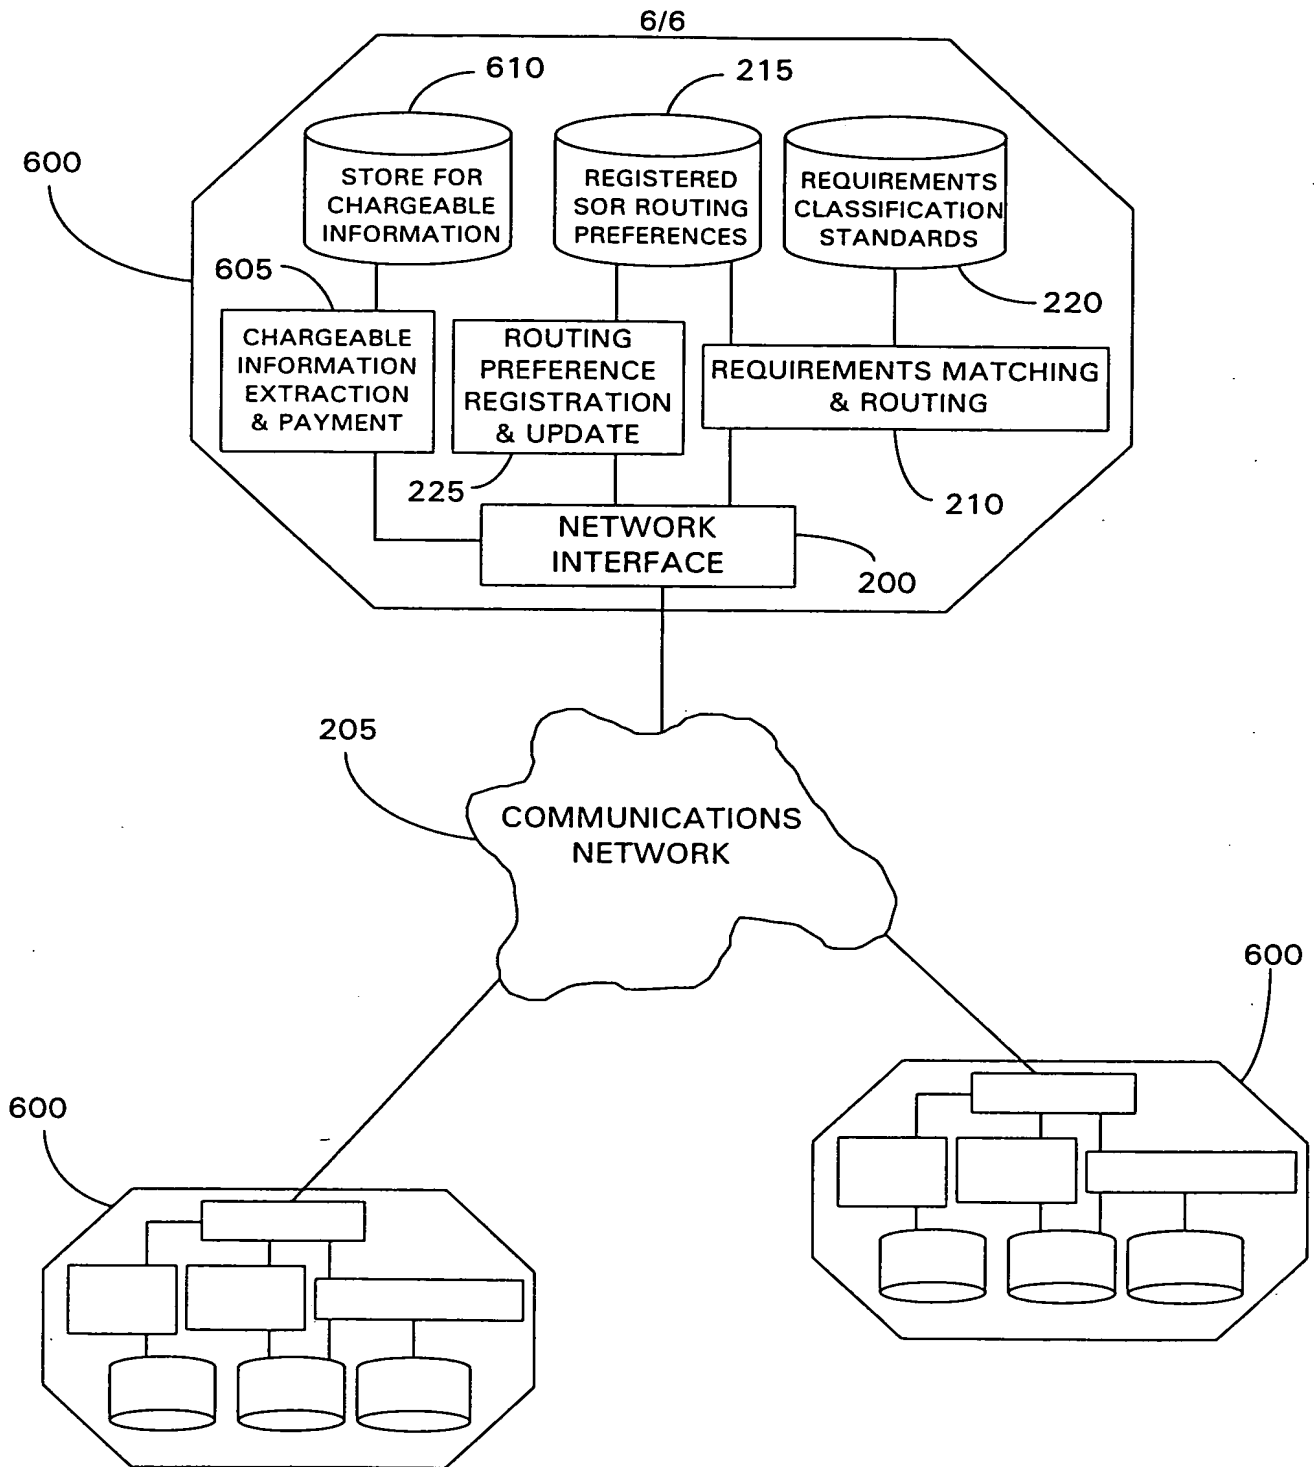 6/6
610
215
600
STORE FOR
CHARGEABLE
INFORMATION
REGISTERED
SOR ROUTING
PREFERENCES
REQUIREMENTS
CLASSIFICATION
STANDARDS
605
220
CHARGEABLE
INFORMATION
EXTRACTION
& PAYMENT
ROUTING
PREFERENCE
REGISTRATION
& UPDATE
REQUIREMENTS MATCHING
& ROUTING
225
210
NETWORK
INTERFACE
200
205
COMMUNICATIONS
NETWORK
600
600